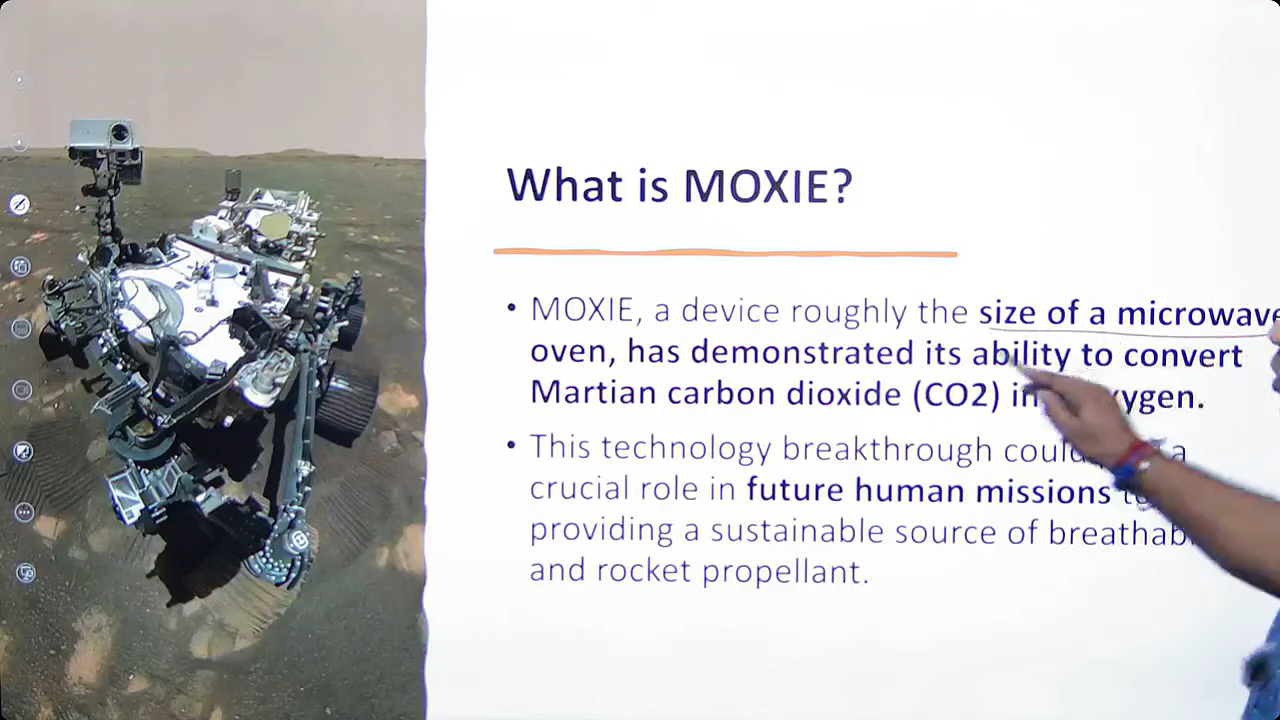 What is MOXIE?
• MOXIE, a device roughly the size of a microwave
oven, has demonstrated its ability to convert
Martian carbon dioxide (CO2) in ygen.
• This technology breakthrough could a
crucial role in future human missions
providing a sustainable source of breathab
and rocket propellant.